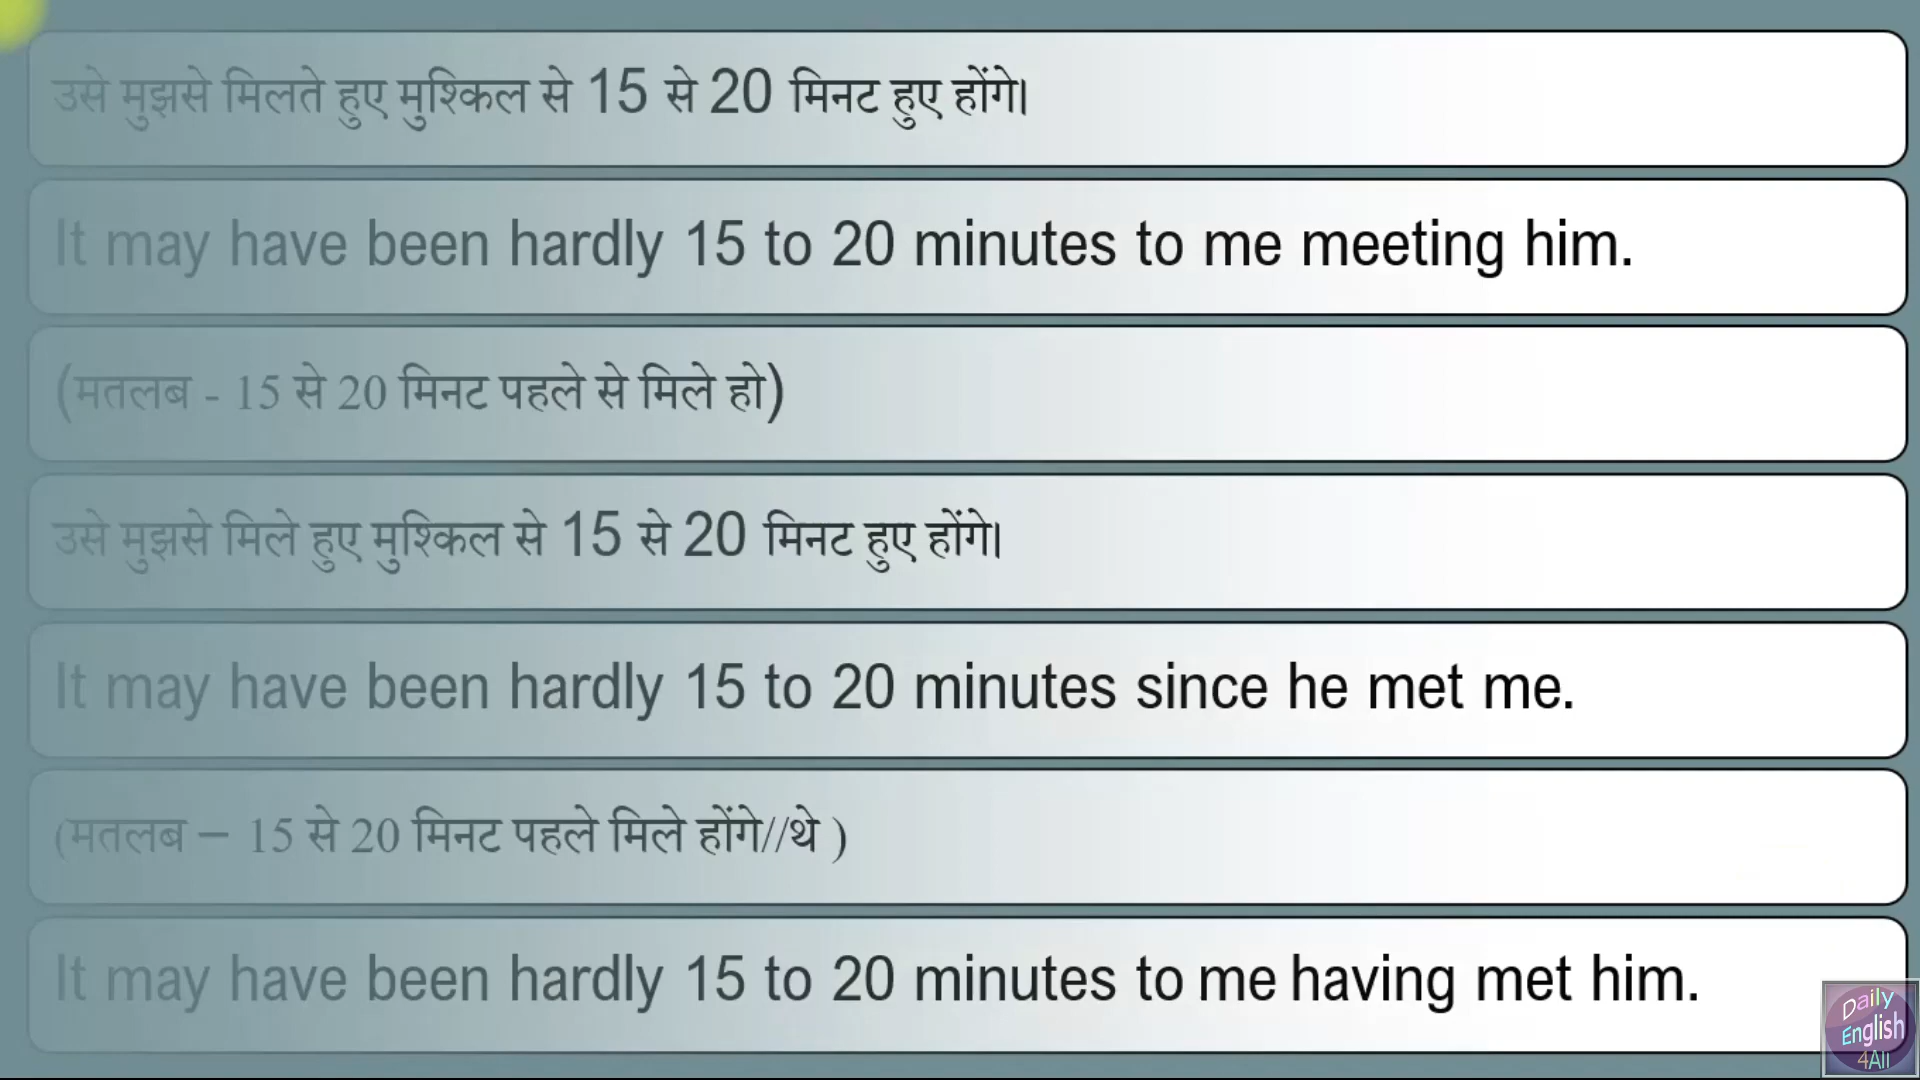 उसे मुझसे मिलते हुए मुश्किल से 15 से 20 मिनट हुए होंगे।
It may have been hardly 15 to 20 minutes to me meeting him.
(मतलब - 15 से 20 मिनट पहले से मिले हो)
उसे मुझसे मिले हुए मुश्किल से 15 से 20 मिनट हुए होंगे।
It may have been hardly 15 to 20 minutes since he met me.
(मतलब – 15 से 20 मिनट पहले मिले होंगे//थे )
It may have been hardly 15 to 20 minutes to me having met him.
Daily
English
4All